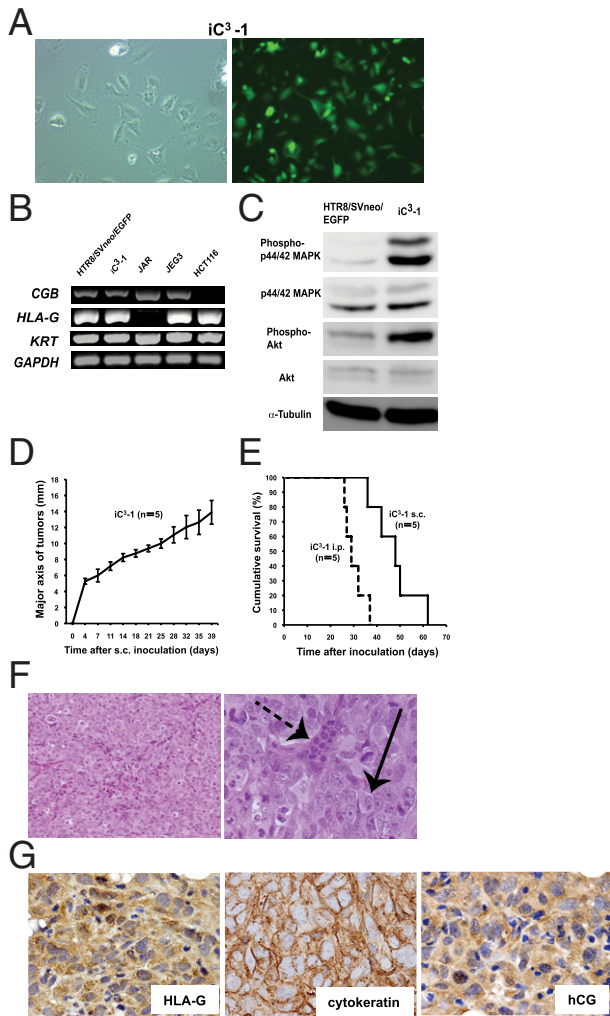 A
iC³-1
B
HTR8/SVneo/EGFP
iC³-1
JAR
JEG3
HCT116
CGB
HLA-G
KRT
GAPDH
C
HTR8/SVneo/
EGFP
iC³-1
Phospho-
p44/42 MAPK
p44/42 MAPK
Phospho-
Akt
Akt
α-Tubulin
D
Major axis of tumors (mm)
18
16
14
12
10
8
6
4
2
0
iC³-1 (n=5)
0 4 7 11 14 18 21 25 28 32 35 39
Time after s.c. inoculation (days)
E
Cumulative survival (%)
100
90
80
70
60
50
40
30
20
10
0
iC³-1 s.c.
(n=5)
iC³-1 i.p.
(n=5)
0 10 20 30 40 50 60 70
Time after inoculation (days)
F
G
HLA-G
cytokeratin
hCG